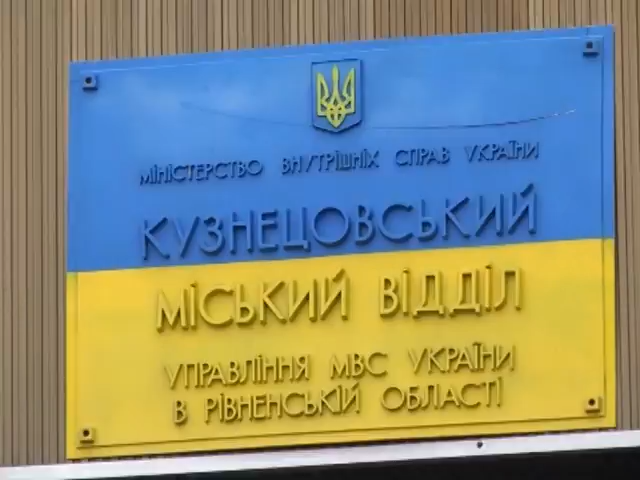 МІНІСТЕРСТВО ВНУТРІШНІХ СПРАВ УКРАЇНИ
КУЗНЕЦОВСЬКИЙ
МІСЬКИЙ ВІДДІЛ
УПРАВЛІННЯ МВС УКРАЇНИ
В РІВНЕНСЬКІЙ ОБЛАСТІ